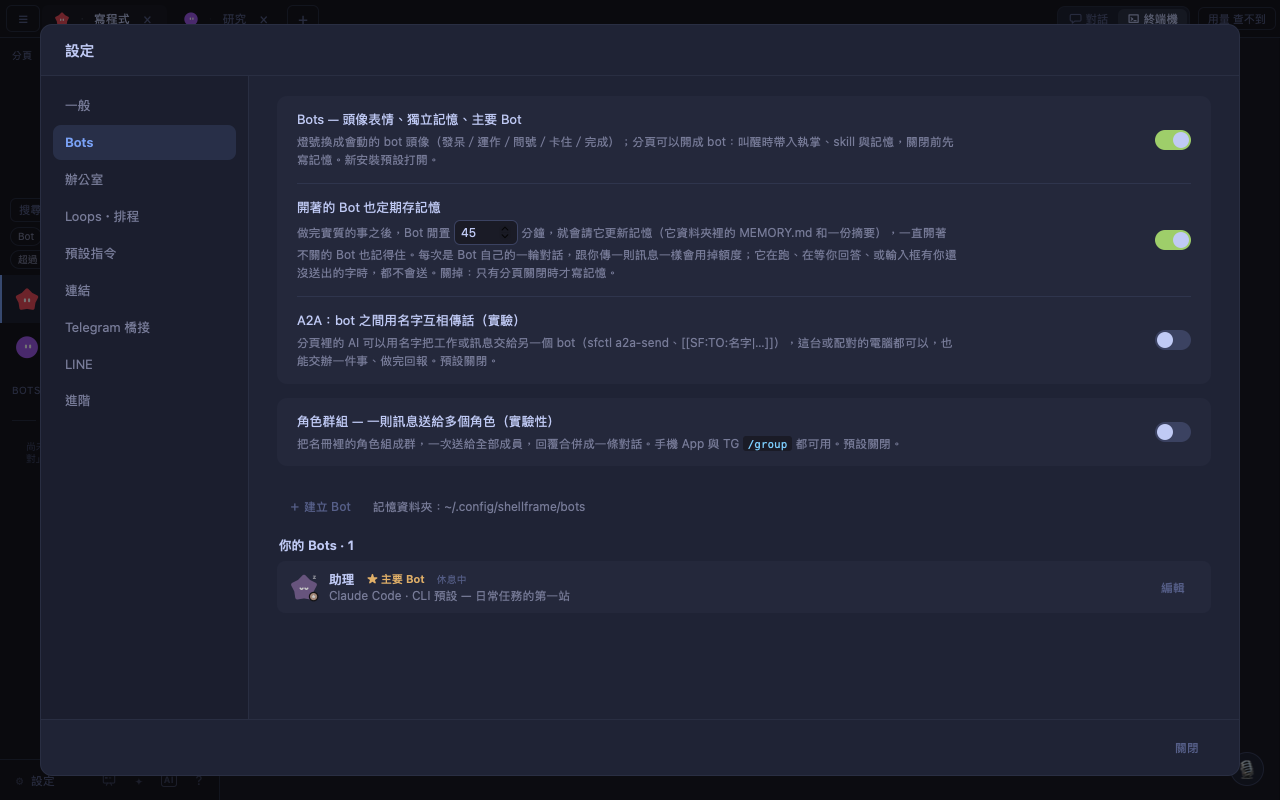 寫程式
研究
對話
終端機
用量 查不到
分頁
設定
一般
Bots
辦公室
Loops · 排程
預設指令
連結
Telegram 橋接
LINE
進階
搜尋
Bot
超過
BOTS
Bots — 頭像表情、獨立記憶、主要 Bot
燈號換成會動的 bot 頭像（發呆 / 運作 / 問號 / 卡住 / 完成）；分頁可以開成 bot：叫醒時帶入執掌、skill 與記憶，關閉前先
寫記憶。新安裝預設打開。
開著的 Bot 也定期存記憶
做完實質的事之後，Bot 閒置 45 分鐘，就會請它更新記憶（它資料夾裡的 MEMORY.md 和一份摘要），一直開著
不關的 Bot 也記得住。每次是 Bot 自己的一輪對話，跟你傳一則訊息一樣會用掉額度；它在跑、在等你回答、或輸入框有你還
沒送出的字時，都不會送。關掉：只有分頁關閉時才寫記憶。
A2A：bot 之間用名字互相傳話（實驗）
分頁裡的 AI 可以用名字把工作或訊息交給另一個 bot（sfctl a2a-send、[[SF:TO:名字|…]]），這台或配對的電腦都可以，也
能交辦一件事、做完回報。預設關閉。
角色群組 — 一則訊息送給多個角色（實驗性）
把名冊裡的角色組成群，一次送給全部成員，回覆合併成一條對話。手機 App 與 TG /group 都可用。預設關閉。
+ 建立 Bot 記憶資料夾：~/.config/shellframe/bots
你的 Bots · 1
助理 ★ 主要 Bot 休息中
Claude Code · CLI 預設 — 日常任務的第一站
編輯
關閉
設定
AI
?